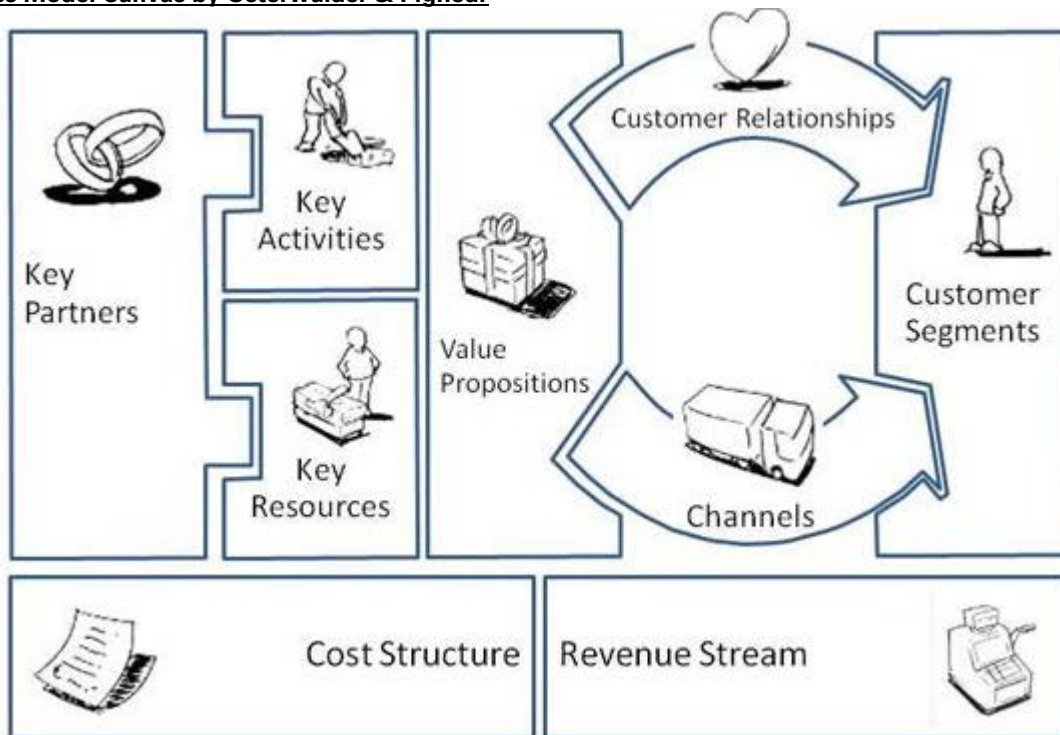 Key
Partners
Key
Activities
Key
Resources
Value
Propositions
Customer Relationships
Channels
Customer
Segments
Cost Structure
Revenue Stream